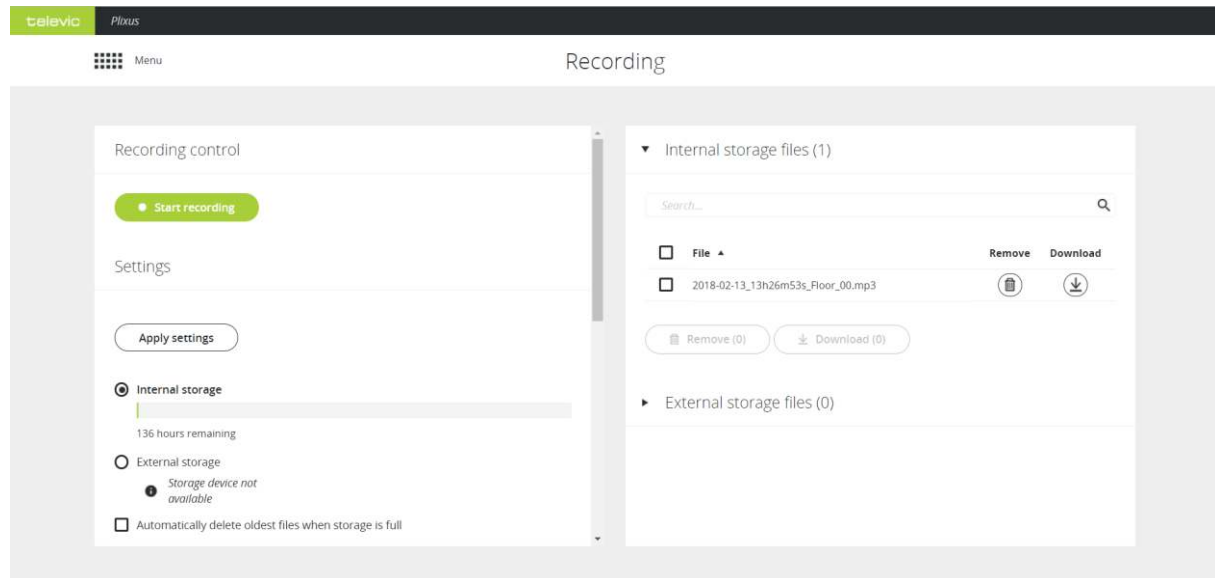 televic Plixus
Menu
Recording
Recording control
Start recording
Settings
Apply settings
Internal storage
136 hours remaining
External storage
Storage device not
available
Automatically delete oldest files when storage is full
Internal storage files (1)
Search...
File Remove Download
2018-02-13_13h26m53s_Floor_00.mp3
Remove (0) Download (0)
External storage files (0)